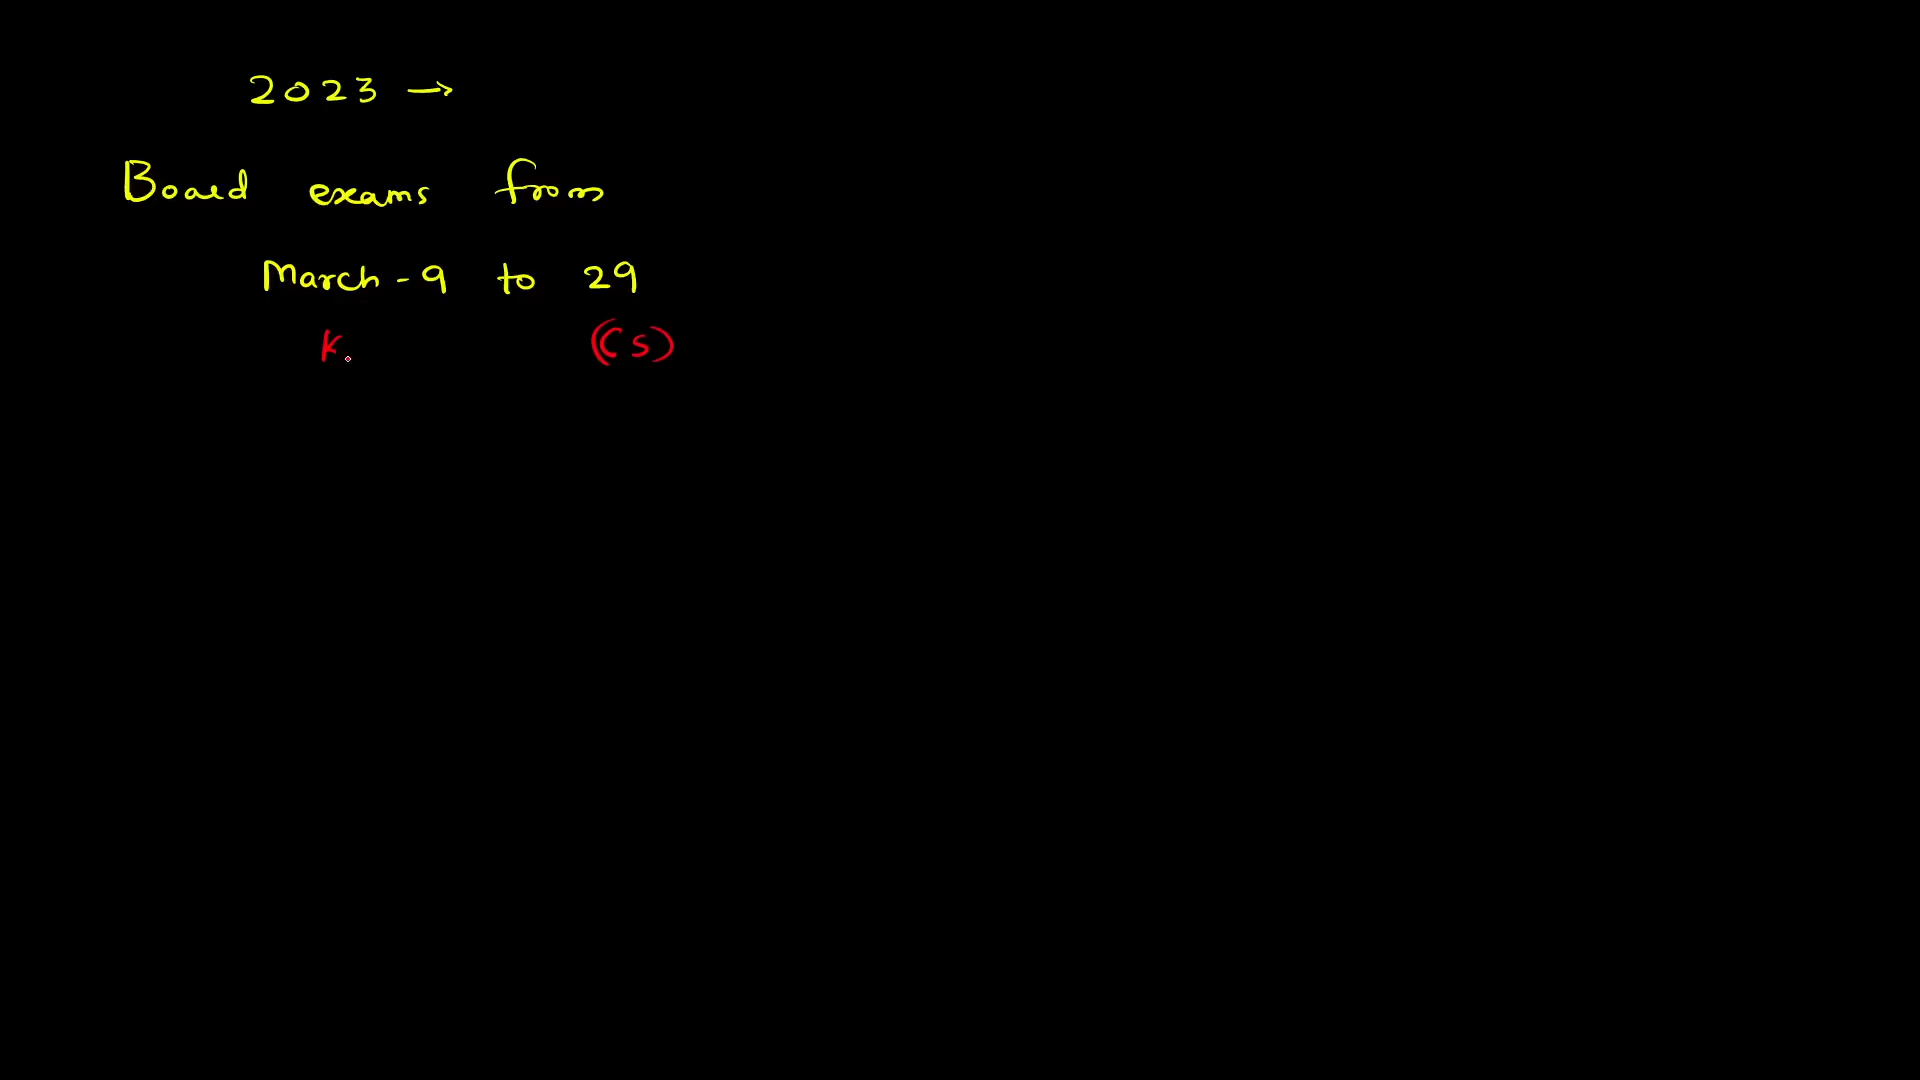 2023 →
Board exams from
March - 9 to 29
K. (CS)